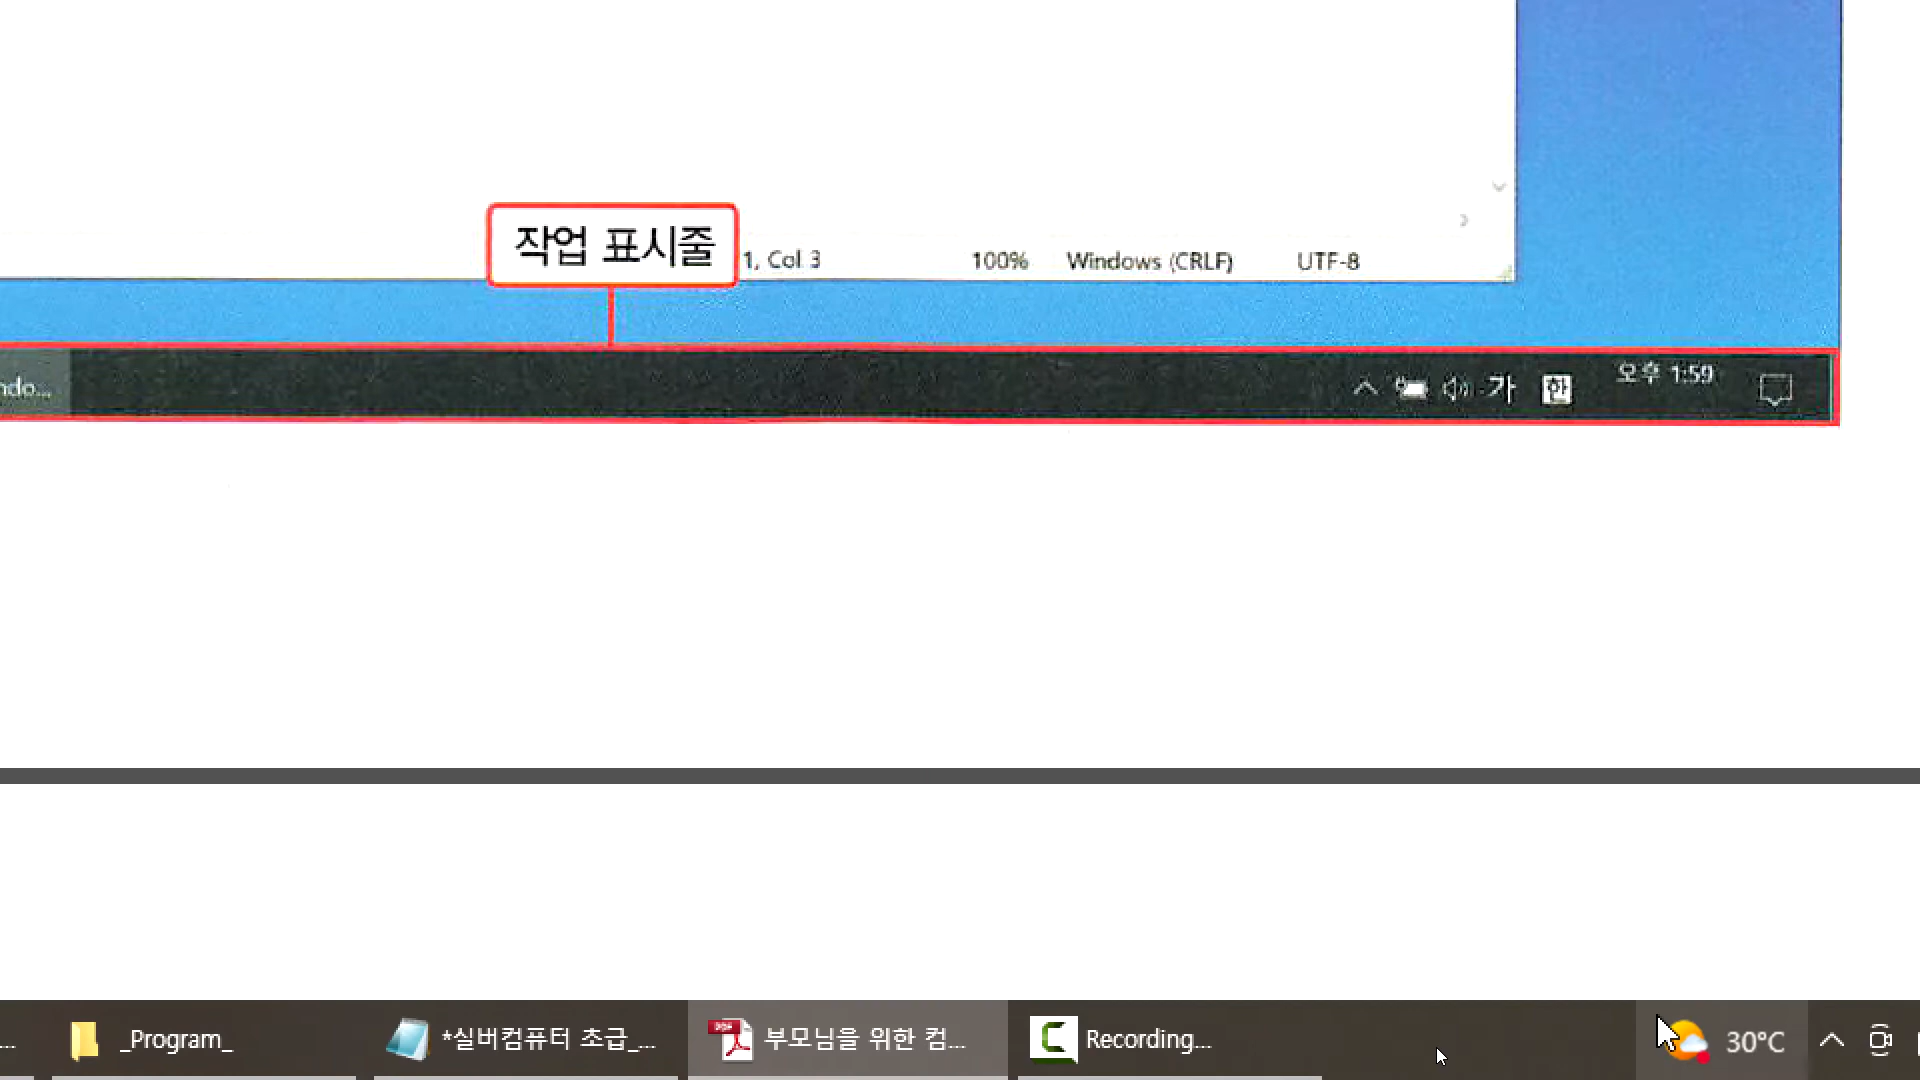 작업 표시줄
1, Col 3 100% Windows (CRLF) UTF-8
ndo... 가 한 오후 1:59
... _Program_ *실버컴퓨터 초급_... PDF 부모님을 위한 컴... Recording... 30°C